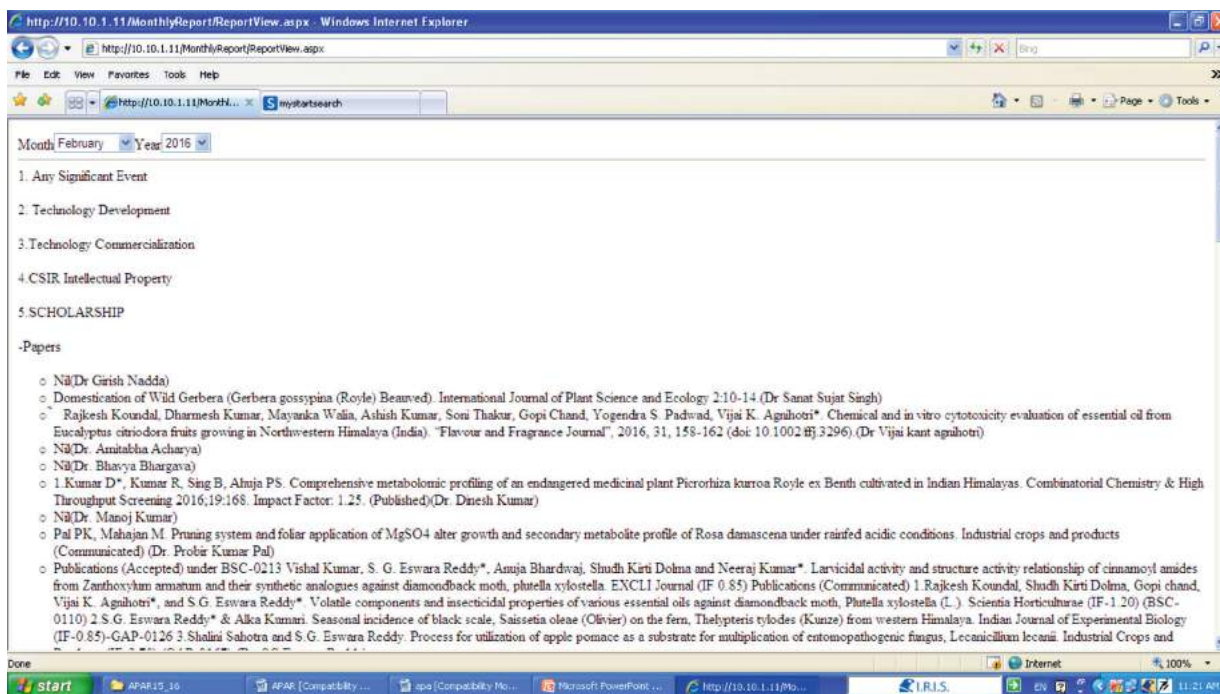 http://10.10.1.11/MonthlyReport/ReportView.aspx - Windows Internet Explorer
http://10.10.1.11/MonthlyReport/ReportView.aspx
Bing
File Edit View Favorites Tools Help
http://10.10.1.11/Monthl... mystartsearch
Page Tools
Month February Year 2016
1. Any Significant Event
2. Technology Development
3.Technology Commercialization
4.CSIR Intellectual Property
5.SCHOLARSHIP
-Papers
Nil(Dr Girish Nadda)
Domestication of Wild Gerbera (Gerbera gossypina (Royle) Beauved). International Journal of Plant Science and Ecology 2:10-14.(Dr Sanat Sujat Singh)
Rajkesh Koundal, Dharmesh Kumar, Mayanka Walia, Ashish Kumar, Soni Thakur, Gopi Chand, Yogendra S. Padwad, Vijai K. Agnihotri*. Chemical and in vitro cytotoxicity evaluation of essential oil from
Eucalyptus citriodora fruits growing in Northwestern Himalaya (India). "Flavour and Fragrance Journal", 2016, 31, 158-162 (doi: 10.1002/ffj.3296).(Dr Vijai kant agnihotri)
Nil(Dr. Amitabha Acharya)
Nil(Dr. Bhavya Bhargava)
1.Kumar D*, Kumar R, Sing B, Ahuja PS. Comprehensive metabolomic profiling of an endangered medicinal plant Picrorhiza kurroa Royle ex Benth cultivated in Indian Himalayas. Combinatorial Chemistry & High
Throughput Screening 2016;19:168. Impact Factor: 1.25. (Published)(Dr. Dinesh Kumar)
Nil(Dr. Manoj Kumar)
Pal PK, Mahajan M. Pruning system and foliar application of MgSO4 alter growth and secondary metabolite profile of Rosa damascena under rainfed acidic conditions. Industrial crops and products
(Communicated) (Dr. Probir Kumar Pal)
Publications (Accepted) under BSC-0213 Vishal Kumar, S. G. Eswara Reddy*, Anuja Bhardwaj, Shudh Kirti Dolma and Neeraj Kumar*. Larvicidal activity and structure activity relationship of cinnamoyl amides
from Zanthoxylum armatum and their synthetic analogues against diamondback moth, plutella xylostella. EXCLI Journal (IF 0.85) Publications (Communicated) 1.Rajkesh Koundal, Shudh Kirti Dolma, Gopi chand,
Vijai K. Agnihotri*, and S.G. Eswara Reddy*. Volatile components and insecticidal properties of various essential oils against diamondback moth, Plutella xylostella (L.). Scientia Horticulturae (IF-1.20) (BSC-
0110) 2.S.G. Eswara Reddy* & Alka Kumari. Seasonal incidence of black scale, Saissetia oleae (Olivier) on the fern, Thelypteris tylodes (Kunze) from western Himalaya. Indian Journal of Experimental Biology
(IF-0.85)-GAP-0126 3.Shalini Sahotra and S.G. Eswara Reddy. Process for utilization of apple pomace as a substrate for multiplication of entomopathogenic fungus, Lecanicillium lecanii. Industrial Crops and
Done Internet 100%
start APAR15_16 APAR [Compatibility ... apa [Compatibility Mo... Microsoft PowerPoint ... http://10.10.1.11/Mo... I.R.I.S. EN 11:21 AM